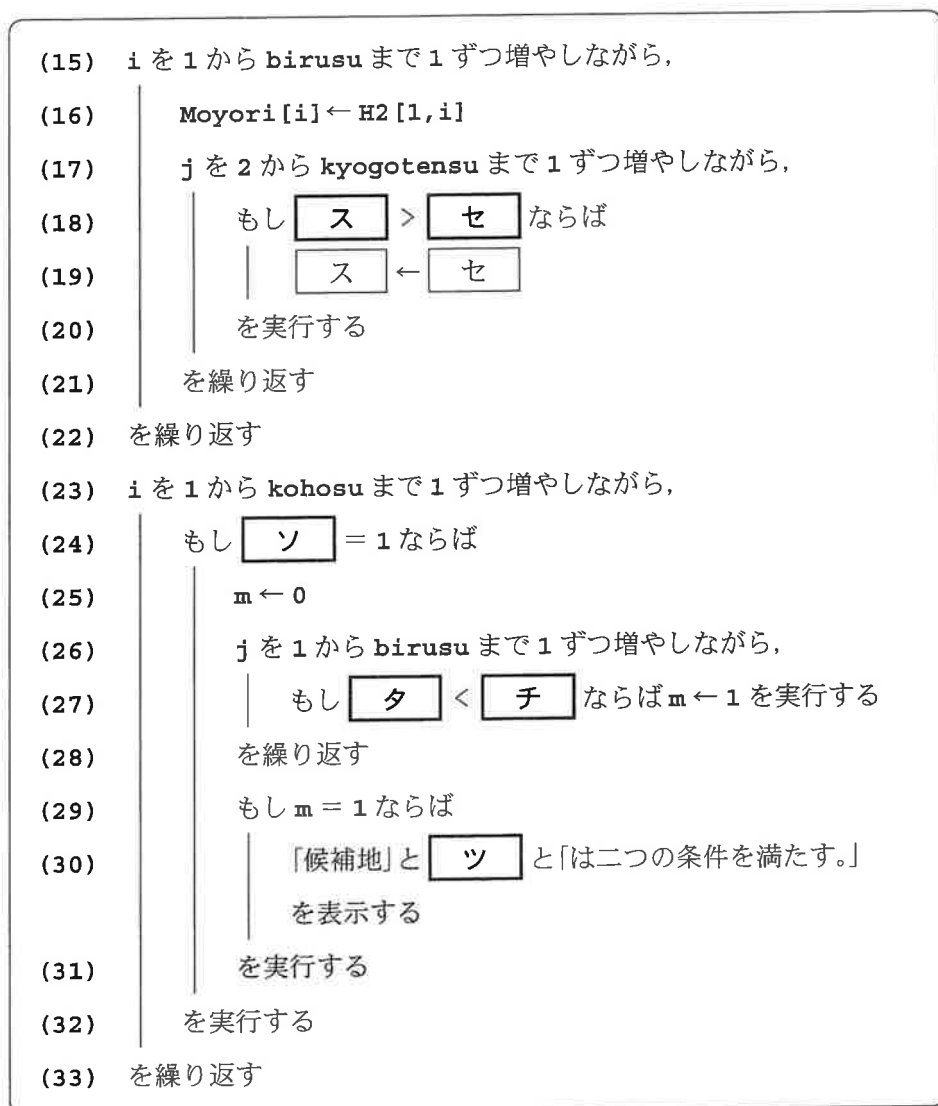 (15) i を 1 から birusu まで 1 ずつ増やしながら,
(16) Moyori[i] ← H2[1,i]
(17) j を 2 から kyogotensu まで 1 ずつ増やしながら,
(18) もし ス > セ ならば
(19) ス ← セ
(20) を実行する
(21) を繰り返す
(22) を繰り返す
(23) i を 1 から kohosu まで 1 ずつ増やしながら,
(24) もし ソ = 1 ならば
(25) m ← 0
(26) j を 1 から birusu まで 1 ずつ増やしながら,
(27) もし タ < チ ならば m ← 1 を実行する
(28) を繰り返す
(29) もし m = 1 ならば
(30) 「候補地」と ツ と「は二つの条件を満たす。」
を表示する
(31) を実行する
(32) を実行する
(33) を繰り返す